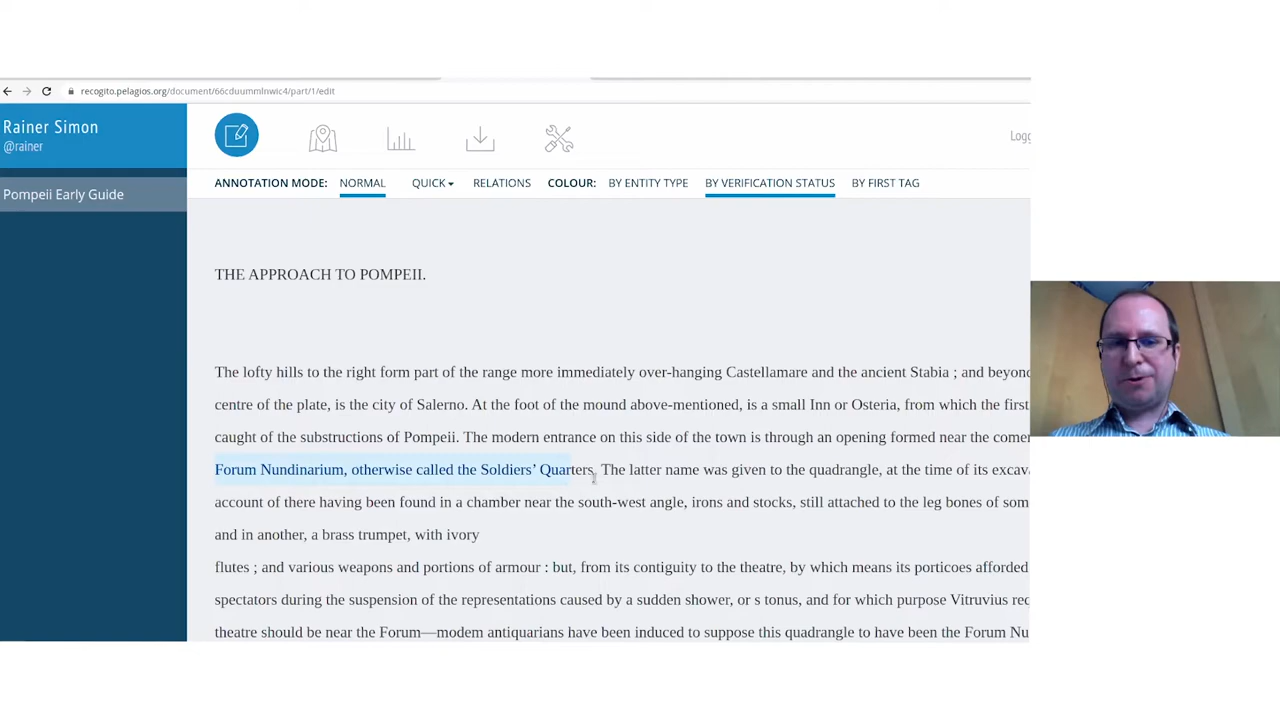 recogito.pelagios.org/document/66cduummlnwic4/part/1/edit
Rainer Simon
@rainer
Logg
ANNOTATION MODE: NORMAL QUICK RELATIONS COLOUR: BY ENTITY TYPE BY VERIFICATION STATUS BY FIRST TAG
Pompeii Early Guide
THE APPROACH TO POMPEII.
The lofty hills to the right form part of the range more immediately over-hanging Castellamare and the ancient Stabia ; and beyond
centre of the plate, is the city of Salerno. At the foot of the mound above-mentioned, is a small Inn or Osteria, from which the first
caught of the substructions of Pompeii. The modern entrance on this side of the town is through an opening formed near the corner
Forum Nundinarium, otherwise called the Soldiers’ Quarters. The latter name was given to the quadrangle, at the time of its excava
account of there having been found in a chamber near the south-west angle, irons and stocks, still attached to the leg bones of som
and in another, a brass trumpet, with ivory
flutes ; and various weapons and portions of armour : but, from its contiguity to the theatre, by which means its porticoes afforded
spectators during the suspension of the representations caused by a sudden shower, or s tonus, and for which purpose Vitruvius rec
theatre should be near the Forum—modem antiquarians have been induced to suppose this quadrangle to have been the Forum Nu